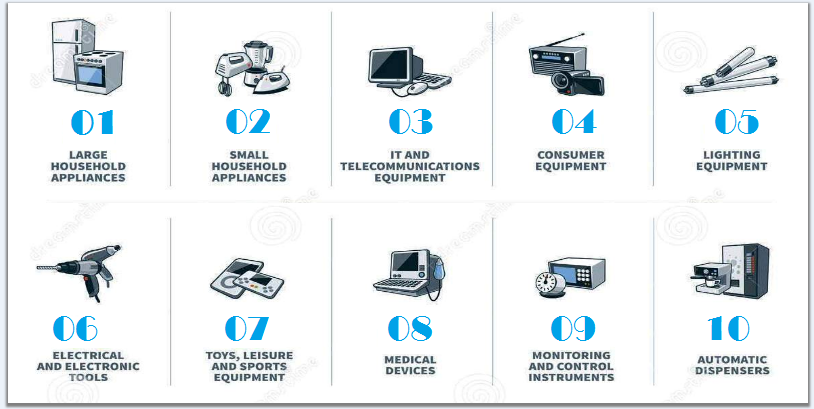 01
LARGE
HOUSEHOLD
APPLIANCES
02
SMALL
HOUSEHOLD
APPLIANCES
03
IT AND
TELECOMMUNICATIONS
EQUIPMENT
04
CONSUMER
EQUIPMENT
05
LIGHTING
EQUIPMENT
06
ELECTRICAL
AND ELECTRONIC
TOOLS
07
TOYS, LEISURE
AND SPORTS
EQUIPMENT
08
MEDICAL
DEVICES
09
MONITORING
AND CONTROL
INSTRUMENTS
10
AUTOMATIC
DISPENSERS